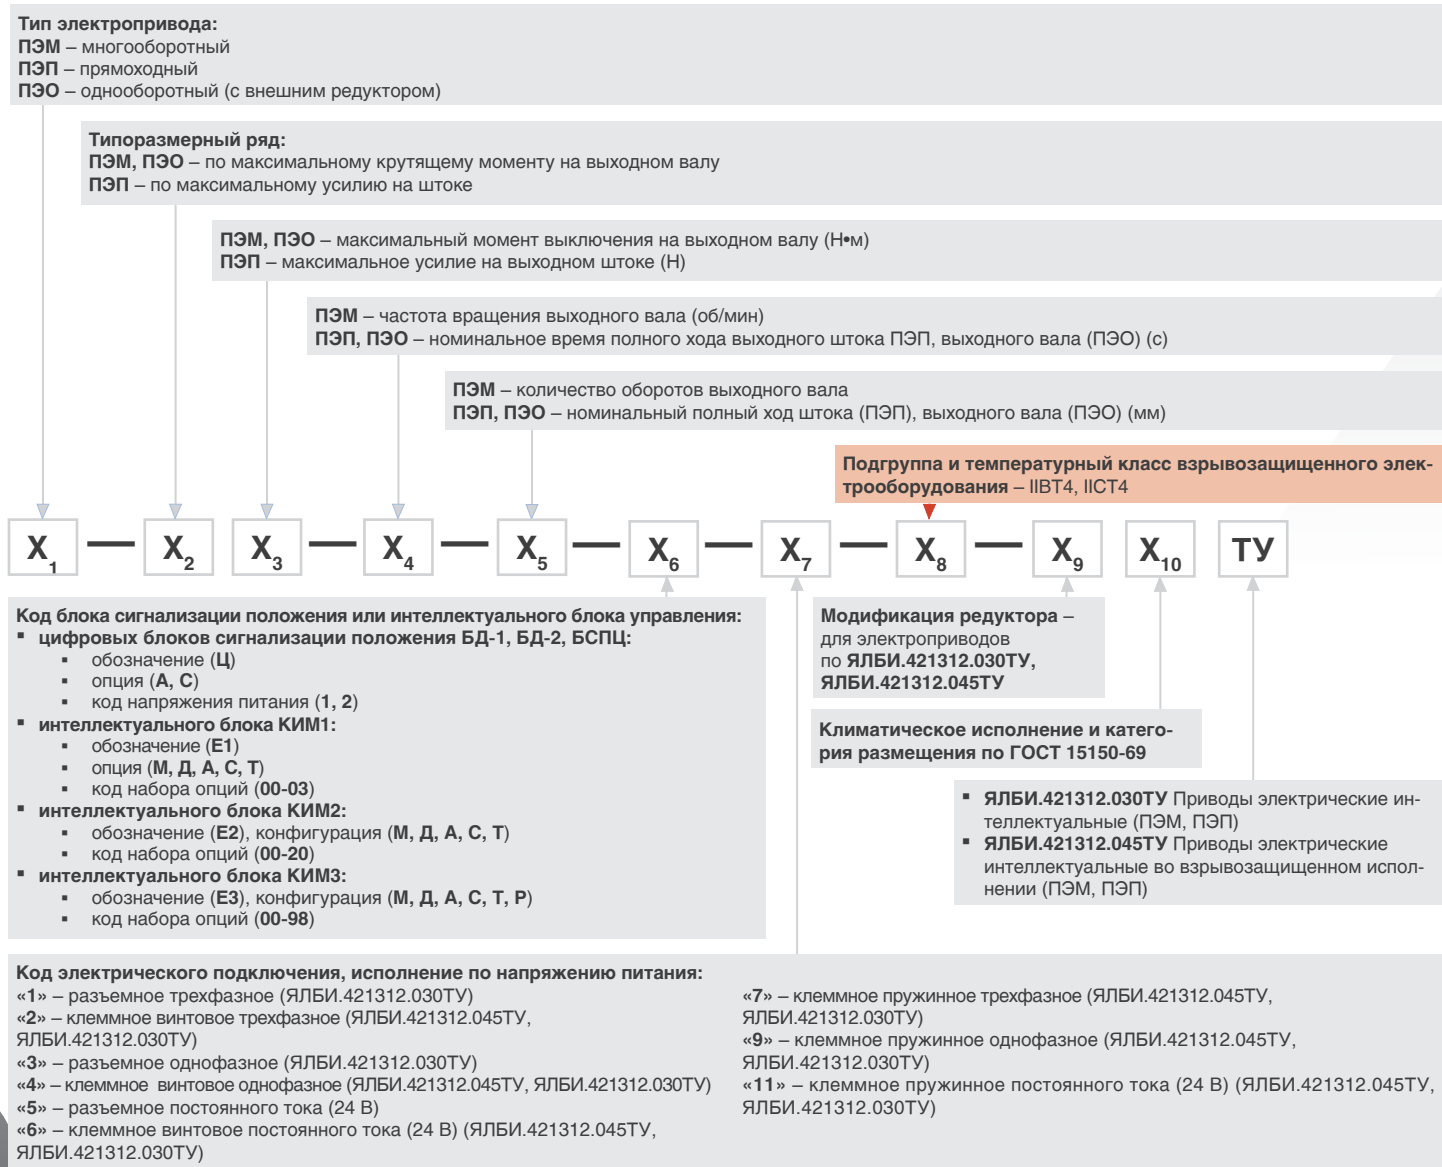 Тип электропривода:
ПЭМ – многооборотный
ПЭП – прямоходный
ПЭО – однооборотный (с внешним редуктором)
Типоразмерный ряд:
ПЭМ, ПЭО – по максимальному крутящему моменту на выходном валу
ПЭП – по максимальному усилию на штоке
ПЭМ, ПЭО – максимальный момент выключения на выходном валу (Н•м)
ПЭП – максимальное усилие на выходном штоке (Н)
ПЭМ – частота вращения выходного вала (об/мин)
ПЭП, ПЭО – номинальное время полного хода выходного штока ПЭП, выходного вала (ПЭО) (с)
ПЭМ – количество оборотов выходного вала
ПЭП, ПЭО – номинальный полный ход штока (ПЭП), выходного вала (ПЭО) (мм)
Подгруппа и температурный класс взрывозащищенного элек-
трооборудования – IIBT4, IICT4
X1 — X2 X3 — X4 — X5 — X6 — X7 — X8 — X9 X10 ТУ
Код блока сигнализации положения или интеллектуального блока управления:
▪ цифровых блоков сигнализации положения БД-1, БД-2, БСПЦ:
▪ обозначение (Ц)
▪ опция (А, С)
▪ код напряжения питания (1, 2)
▪ интеллектуального блока КИМ1:
▪ обозначение (Е1)
▪ опция (М, Д, А, С, Т)
▪ код набора опций (00-03)
▪ интеллектуального блока КИМ2:
▪ обозначение (Е2), конфигурация (М, Д, А, С, Т)
▪ код набора опций (00-20)
▪ интеллектуального блока КИМ3:
▪ обозначение (Е3), конфигурация (М, Д, А, С, Т, Р)
▪ код набора опций (00-98)
Модификация редуктора –
для электроприводов
по ЯЛБИ.421312.030ТУ,
ЯЛБИ.421312.045ТУ
Климатическое исполнение и катего-
рия размещения по ГОСТ 15150-69
▪ ЯЛБИ.421312.030ТУ Приводы электрические ин-
теллектуальные (ПЭМ, ПЭП)
▪ ЯЛБИ.421312.045ТУ Приводы электрические
интеллектуальные во взрывозащищенном испол-
нении (ПЭМ, ПЭП)
Код электрического подключения, исполнение по напряжению питания:
«1» – разъемное трехфазное (ЯЛБИ.421312.030ТУ)
«2» – клеммное винтовое трехфазное (ЯЛБИ.421312.045ТУ,
ЯЛБИ.421312.030ТУ)
«3» – разъемное однофазное (ЯЛБИ.421312.030ТУ)
«4» – клеммное винтовое однофазное (ЯЛБИ.421312.045ТУ, ЯЛБИ.421312.030ТУ)
«5» – разъемное постоянного тока (24 В)
«6» – клеммное винтовое постоянного тока (24 В) (ЯЛБИ.421312.045ТУ,
ЯЛБИ.421312.030ТУ)
«7» – клеммное пружинное трехфазное (ЯЛБИ.421312.045ТУ,
ЯЛБИ.421312.030ТУ)
«9» – клеммное пружинное однофазное (ЯЛБИ.421312.045ТУ,
ЯЛБИ.421312.030ТУ)
«11» – клеммное пружинное постоянного тока (24 В) (ЯЛБИ.421312.045ТУ,
ЯЛБИ.421312.030ТУ)